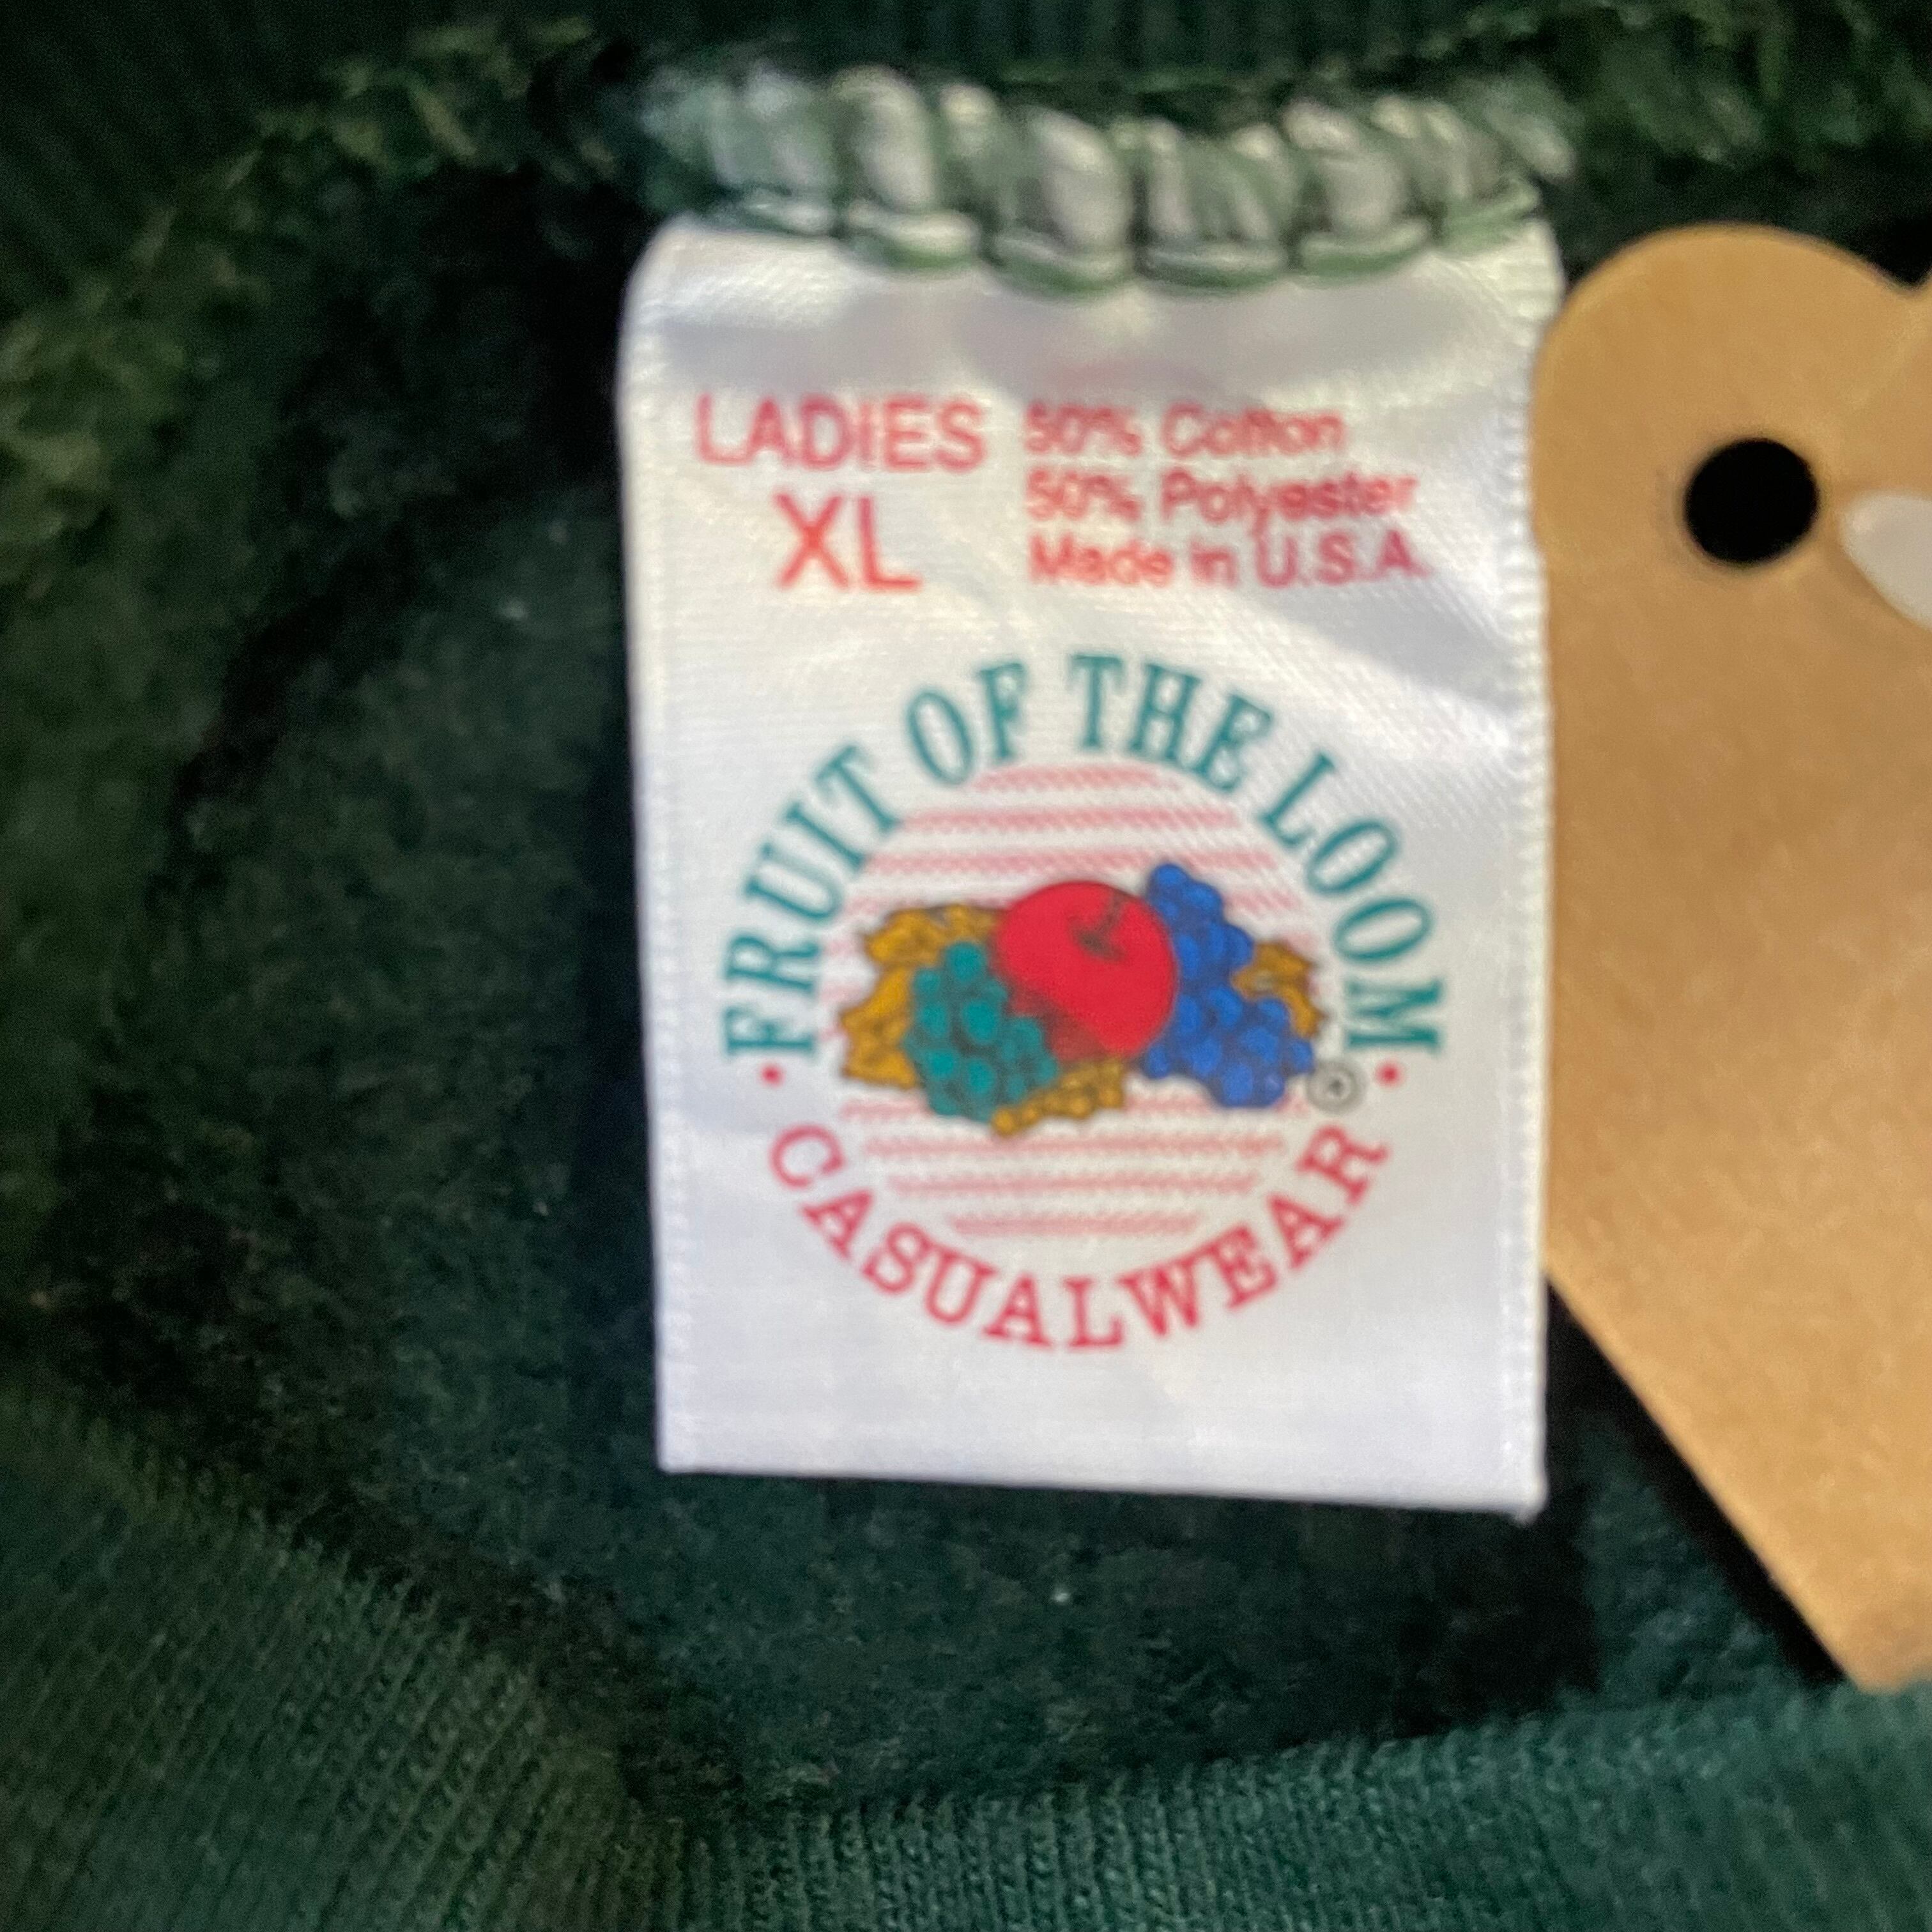 LADIES
XL
50% Cotton
50% Polyester
Made in U.S.A.
FRUIT OF THE LOOM
®
• CASUALWEAR •